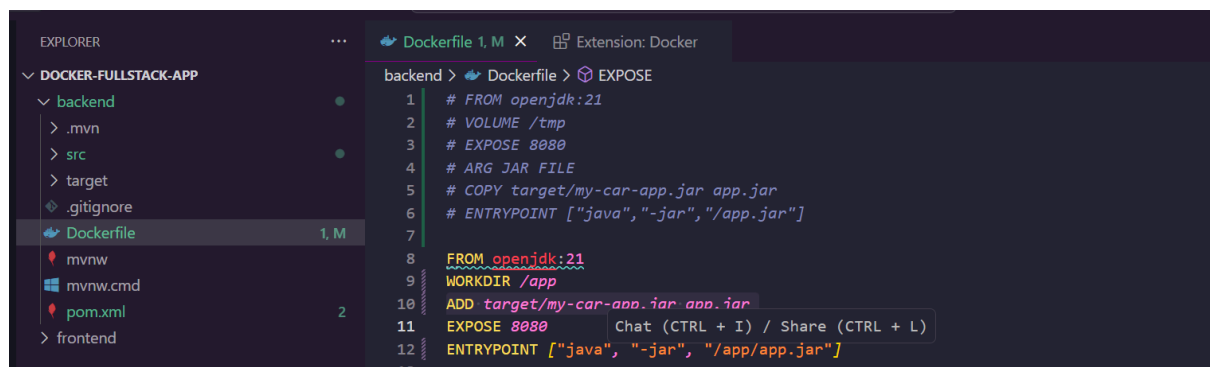 EXPLORER ...
DOCKER-FULLSTACK-APP
backend
.mvn
src
target
.gitignore
Dockerfile 1, M
mvnw
mvnw.cmd
pom.xml 2
frontend
Dockerfile 1, M Extension: Docker
backend > Dockerfile > EXPOSE
1 # FROM openjdk:21
2 # VOLUME /tmp
3 # EXPOSE 8080
4 # ARG JAR FILE
5 # COPY target/my-car-app.jar app.jar
6 # ENTRYPOINT ["java","-jar","/app.jar"]
7
8 FROM openjdk:21
9 WORKDIR /app
10 ADD target/my-car-app.jar app.jar
11 EXPOSE 8080
Chat (CTRL + I) / Share (CTRL + L)
12 ENTRYPOINT ["java", "-jar", "/app/app.jar"]